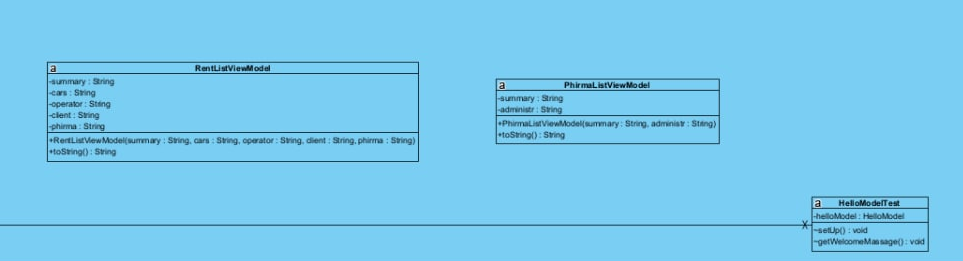 a RentListViewModel
-summary : String
-cars : String
-operator : String
-client : String
-phirma : String
+RentListViewModel(summary : String, cars : String, operator : String, client : String, phirma : String)
+toString() : String
a PhirmaListViewModel
-summary : String
-administr : String
+PhirmaListViewModel(summary : String, administr : String)
+toString() : String
a HelloModelTest
-helloModel : HelloModel
~setUp() : void
~getWelcomeMassage() : void